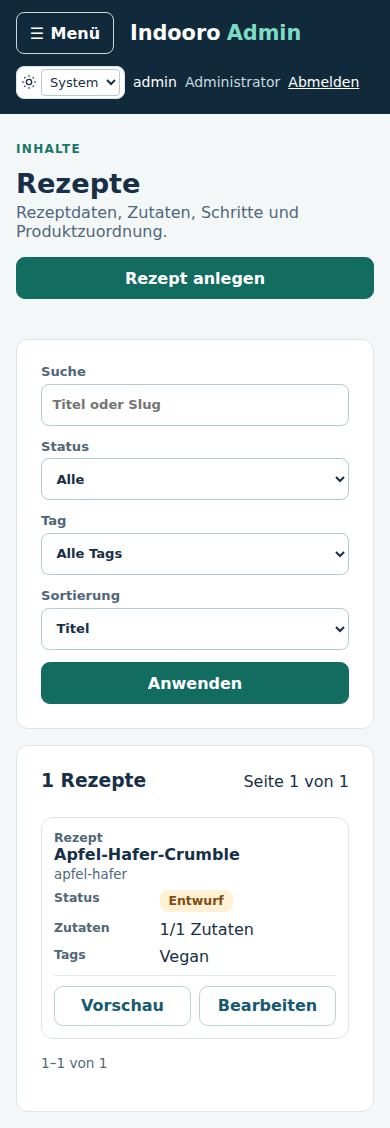 ☰ Menü
Indooro Admin
System
admin Administrator Abmelden
INHALTE
Rezepte
Rezeptdaten, Zutaten, Schritte und
Produktzuordnung.
Rezept anlegen
Suche
Titel oder Slug
Status
Alle
Tag
Alle Tags
Sortierung
Titel
Anwenden
1 Rezepte
Seite 1 von 1
Rezept
Apfel-Hafer-Crumble
apfel-hafer
Status Entwurf
Zutaten 1/1 Zutaten
Tags Vegan
Vorschau Bearbeiten
1–1 von 1